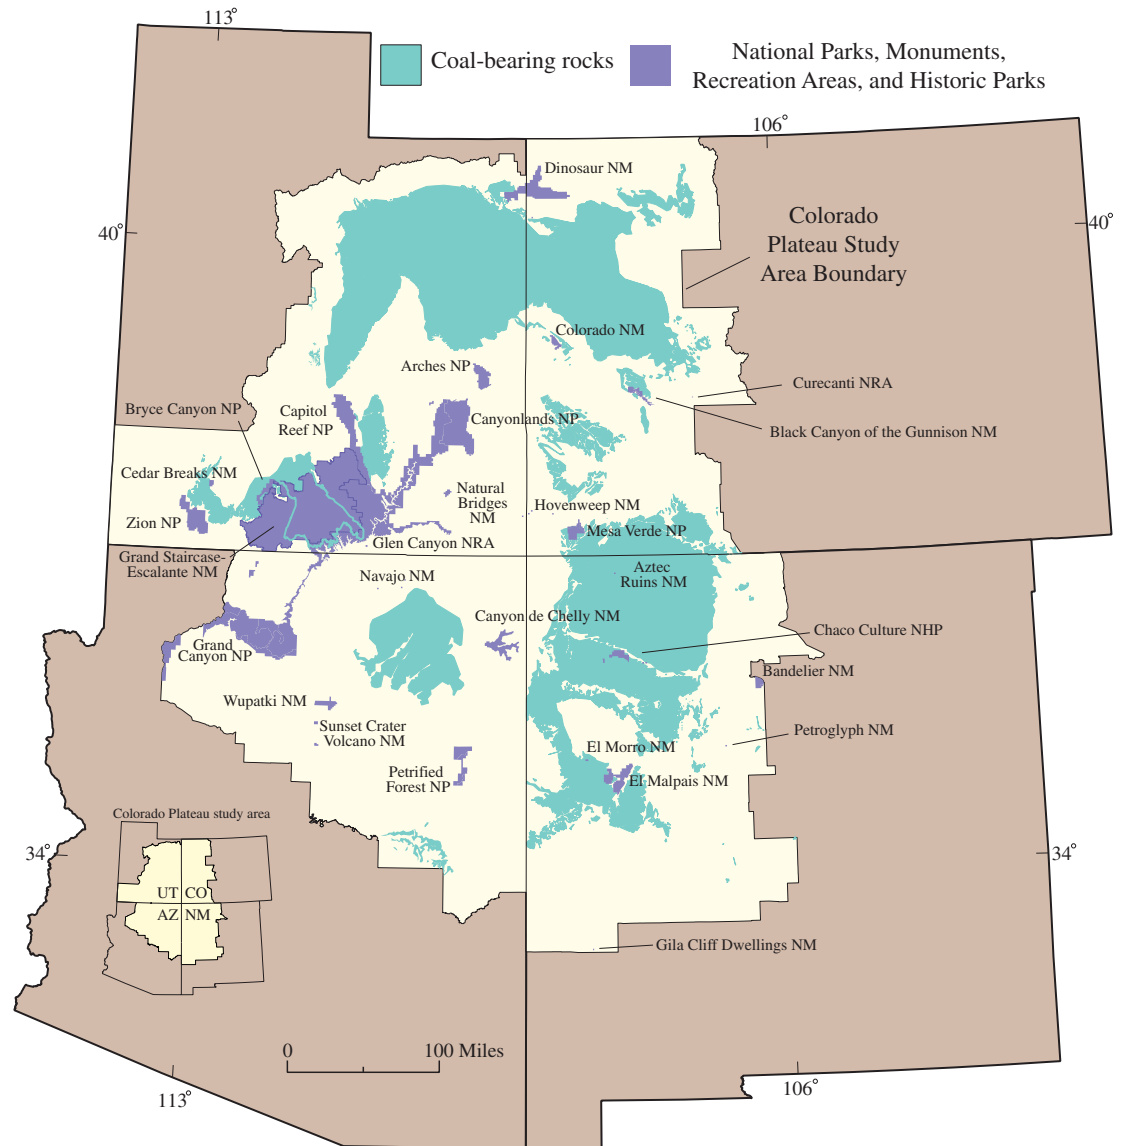 113°
Coal-bearing rocks
National Parks, Monuments,
Recreation Areas, and Historic Parks
106°
Dinosaur NM
40°
Colorado
Plateau Study
Area Boundary
40°
Colorado NM
Arches NP
Curecanti NRA
Bryce Canyon NP
Capitol
Reef NP
Canyonlands NP
Black Canyon of the Gunnison NM
Cedar Breaks NM
Natural
Bridges
NM
Hovenweep NM
Zion NP
Mesa Verde NP
Glen Canyon NRA
Grand Staircase-
Escalante NM
Navajo NM
Aztec
Ruins NM
Canyon de Chelly NM
Chaco Culture NHP
Grand
Canyon NP
Bandelier NM
Wupatki NM
Sunset Crater
Volcano NM
Petroglyph NM
El Morro NM
Petrified
Forest NP
El Malpais NM
Colorado Plateau study area
34°
34°
UT CO
AZ NM
Gila Cliff Dwellings NM
0 100 Miles
113°
106°